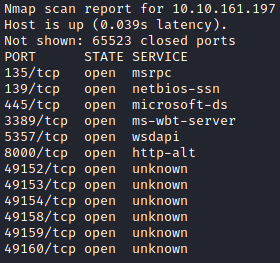 Nmap scan report for 10.10.161.197
Host is up (0.039s latency).
Not shown: 65523 closed ports
PORT STATE SERVICE
135/tcp open msrpc
139/tcp open netbios-ssn
445/tcp open microsoft-ds
3389/tcp open ms-wbt-server
5357/tcp open wsdapi
8000/tcp open http-alt
49152/tcp open unknown
49153/tcp open unknown
49154/tcp open unknown
49158/tcp open unknown
49159/tcp open unknown
49160/tcp open unknown